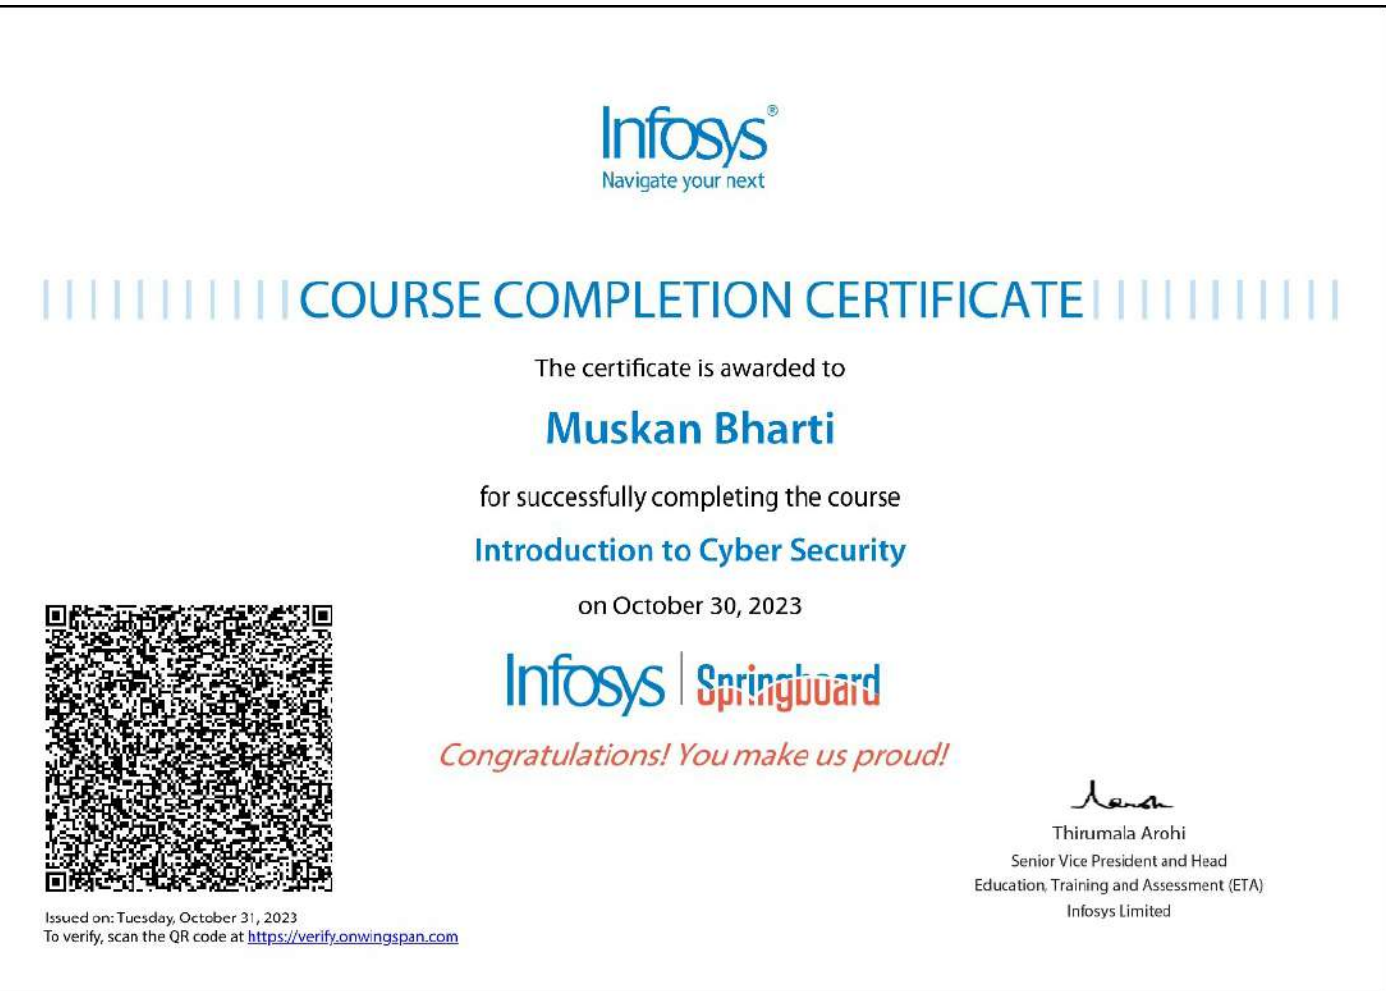 Infosys®
Navigate your next
COURSE COMPLETION CERTIFICATE
The certificate is awarded to
Muskan Bharti
for successfully completing the course
Introduction to Cyber Security
on October 30, 2023
Infosys | Springboard
Congratulations! You make us proud!
Thirumala Arohi
Senior Vice President and Head
Education, Training and Assessment (ETA)
Infosys Limited
Issued on: Tuesday, October 31, 2023
To verify, scan the QR code at https://verify.onwingspan.com